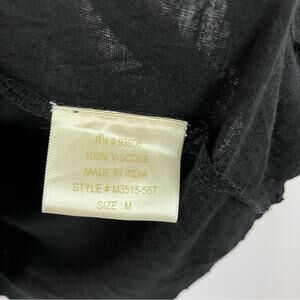 RN # 93608
100% VISCOSE
MADE IN INDIA
STYLE # M3515-567
SIZE : M